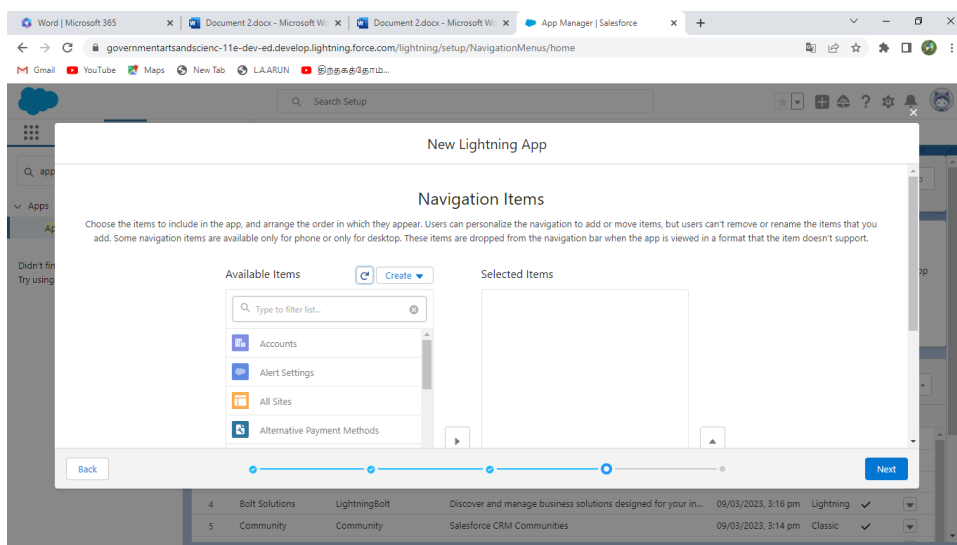 Word | Microsoft 365
Document 2.docx - Microsoft Wo
Document 2.docx - Microsoft Wo
App Manager | Salesforce
governmentartsandscienc-11e-dev-ed.develop.lightning.force.com/lightning/setup/NavigationMenus/home
Gmail YouTube Maps New Tab L.A.ARUN
Search Setup
New Lightning App
app
Apps
Ap
Didn't fin
Try using
Navigation Items
Choose the items to include in the app, and arrange the order in which they appear. Users can personalize the navigation to add or move items, but users can't remove or rename the items that you
add. Some navigation items are available only for phone or only for desktop. These items are dropped from the navigation bar when the app is viewed in a format that the item doesn't support.
Available Items
Create
Selected Items
Type to filter list...
Accounts
Alert Settings
All Sites
Alternative Payment Methods
Back
Next
4 Bolt Solutions LightningBolt Discover and manage business solutions designed for your in... 09/03/2023, 3:16 pm Lightning
5 Community Community Salesforce CRM Communities 09/03/2023, 3:14 pm Classic